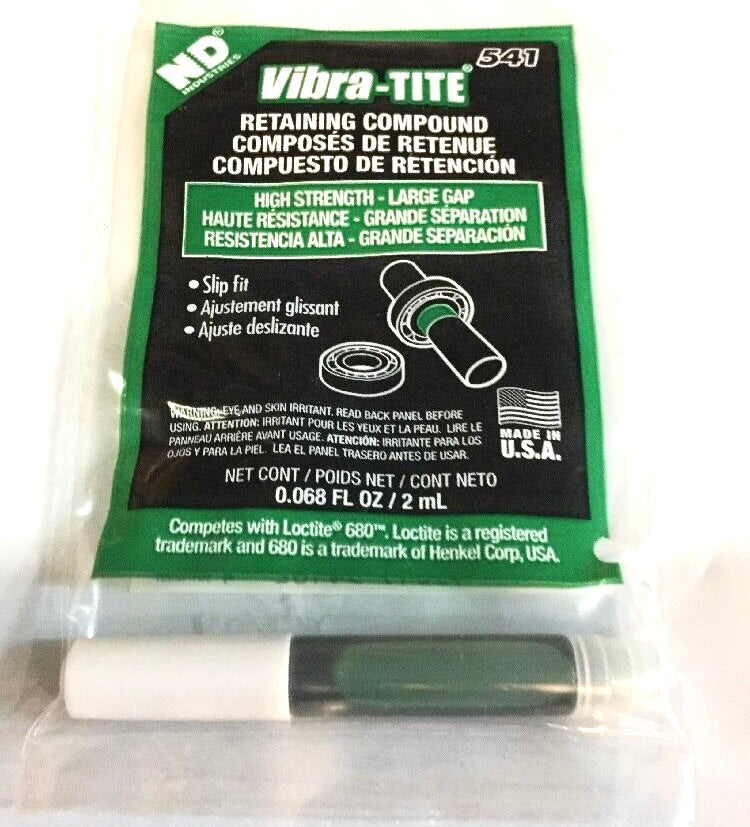 ND®
INDUSTRIES
541
Vibra-TITE®
RETAINING COMPOUND
COMPOSÉS DE RETENUE
COMPUESTO DE RETENCIÓN
HIGH STRENGTH - LARGE GAP
HAUTE RÉSISTANCE - GRANDE SÉPARATION
RESISTENCIA ALTA - GRANDE SEPARACIÓN
• Slip fit
• Ajustement glissant
• Ajuste deslizante
WARNING: EYE AND SKIN IRRITANT. READ BACK PANEL BEFORE
USING. ATTENTION: IRRITANT POUR LES YEUX ET LA PEAU. LIRE LE
PANNEAU ARRIÈRE AVANT USAGE. ATENCIÓN: IRRITANTE PARA LOS
OJOS Y PARA LA PIEL. LEA EL PANEL TRASERO ANTES DE USAR.
MADE IN
U.S.A.
NET CONT / POIDS NET / CONT NETO
0.068 FL OZ / 2 mL
Competes with Loctite® 680™. Loctite is a registered
trademark and 680 is a trademark of Henkel Corp, USA.